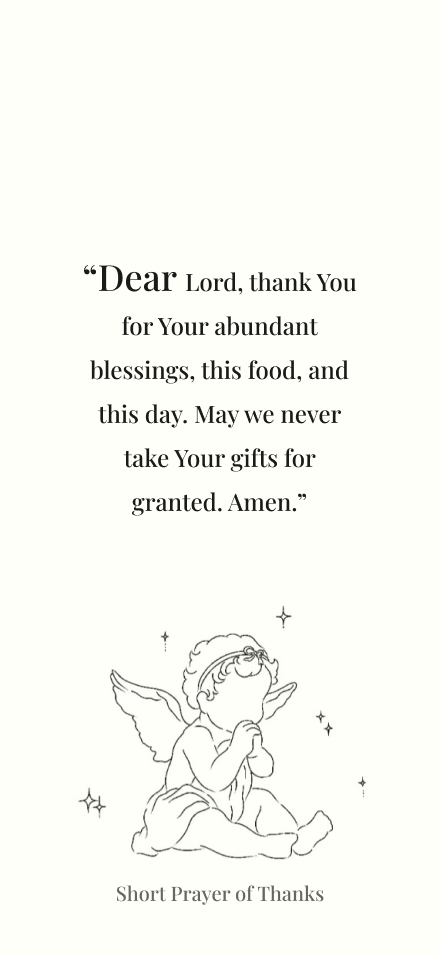 “Dear Lord, thank You
for Your abundant
blessings, this food, and
this day. May we never
take Your gifts for
granted. Amen.”
Short Prayer of Thanks